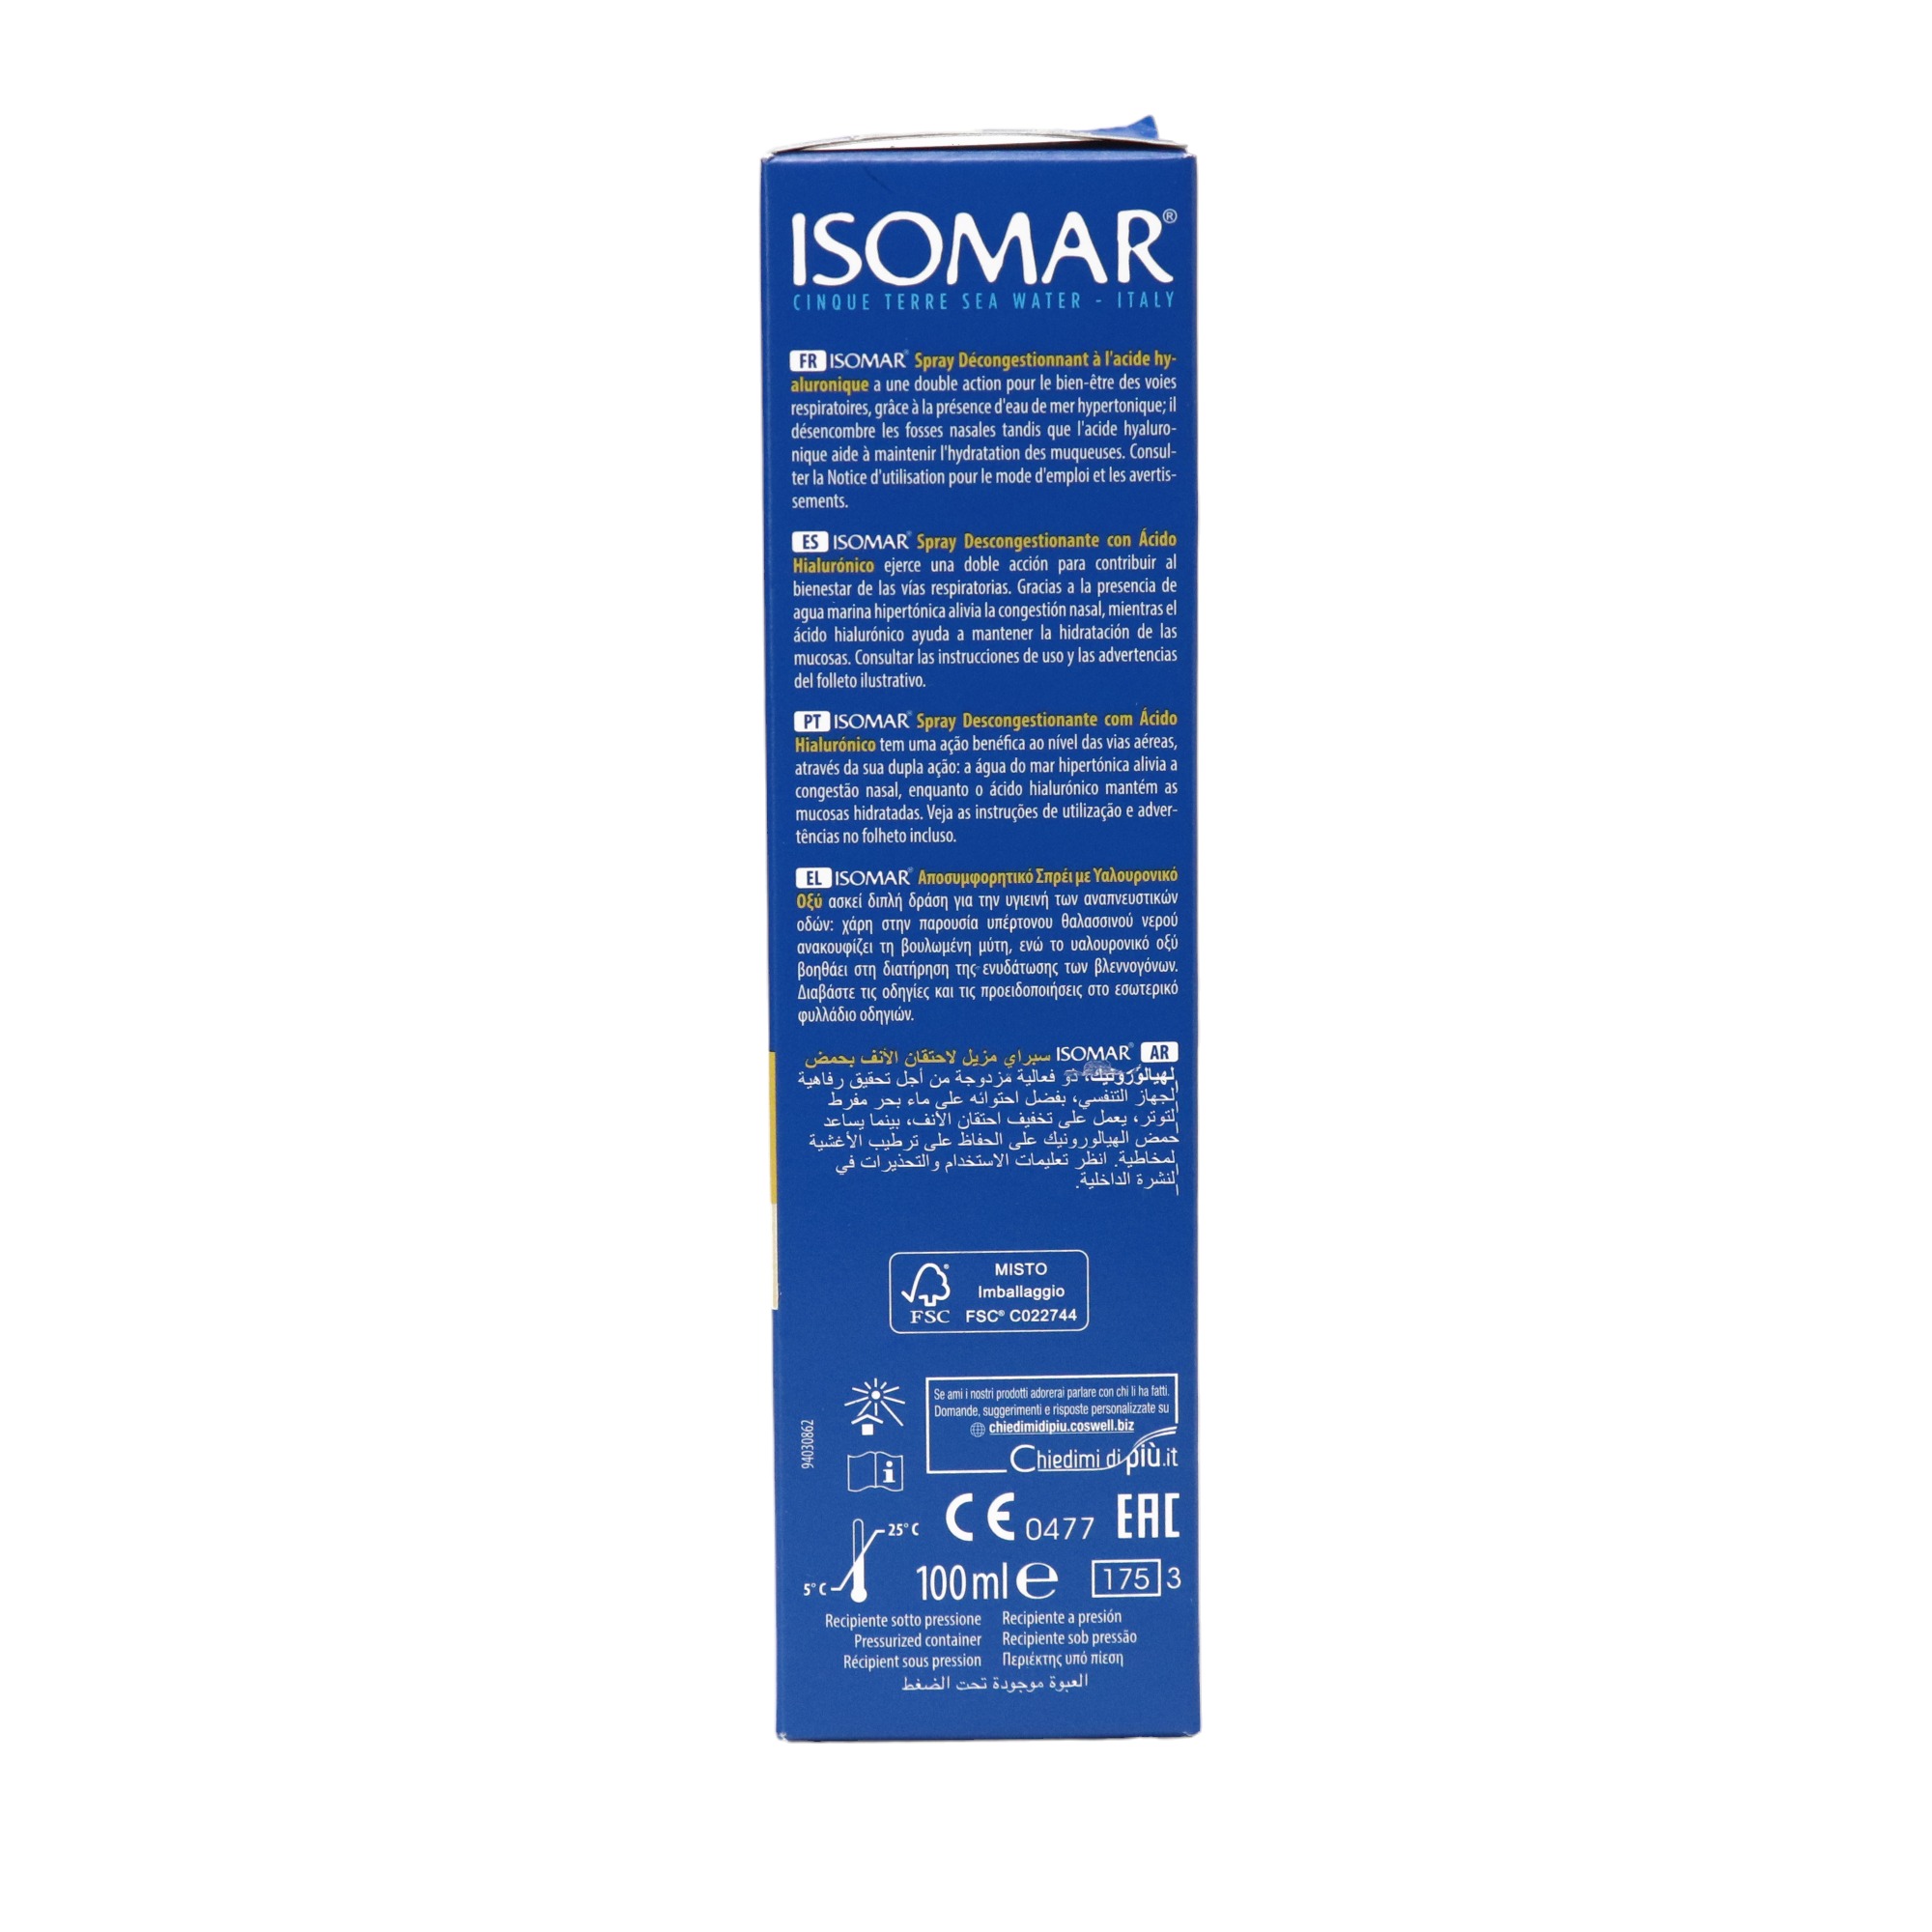 ISOMAR®
CINQUE TERRE SEA WATER - ITALY
FR ISOMAR® Spray Décongestionnant à l'acide hy-
aluronique a une double action pour le bien-être des voies
respiratoires, grâce à la présence d'eau de mer hypertonique; il
désencombre les fosses nasales tandis que l'acide hyaluro-
nique aide à maintenir l'hydratation des muqueuses. Consul-
ter la Notice d'utilisation pour le mode d'emploi et les avertis-
sements.
ES ISOMAR® Spray Descongestionante con Ácido
Hialurónico ejerce una doble acción para contribuir al
bienestar de las vías respiratorias. Gracias a la presencia de
agua marina hipertónica alivia la congestión nasal, mientras el
ácido hialurónico ayuda a mantener la hidratación de las
mucosas. Consultar las instrucciones de uso y las advertencias
del folleto ilustrativo.
PT ISOMAR® Spray Descongestionante com Ácido
Hialurónico tem uma ação benéfica ao nível das vias aéreas,
através da sua dupla ação: a água do mar hipertónica alivia a
congestão nasal, enquanto o ácido hialurónico mantém as
mucosas hidratadas. Veja as instruções de utilização e adver-
tências no folheto incluso.
EL ISOMAR® Αποσυμφορητικό Σπρέι με Υαλουρονικό
Οξύ ασκεί διπλή δράση για την υγιεινή των αναπνευστικών
οδών: χάρη στην παρουσία υπέρτονου θαλασσινού νερού
ανακουφίζει τη βουλωμένη μύτη, ενώ το υαλουρονικό οξύ
βοηθάει στη διατήρηση της ενυδάτωσης των βλεννογόνων.
Διαβάστε τις οδηγίες και τις προειδοποιήσεις στο εσωτερικό
φυλλάδιο οδηγιών.
AR ISOMAR® سبراي مزيل لاحتقان الأنف بحمض
الهيالورونيك، ذو فعالية مزدوجة من أجل تحقيق رفاهية
الجهاز التنفسي، بفضل احتوائه على ماء بحر مفرط
التوتر، يعمل على تخفيف احتقان الأنف، بينما يساعد
حمض الهيالورونيك على الحفاظ على ترطيب الأغشية
المخاطية. انظر تعليمات الاستخدام والتحذيرات في
النشرة الداخلية.
MISTO
Imballaggio
FSC® C022744
FSC
Se ami i nostri prodotti adorerai parlare con chi li ha fatti.
Domande, suggerimenti e risposte personalizzate su
chiedimidipiu.coswell.biz
Chiedimi di più.it
94030862
i
CE 0477 EAC
25°C
5°C
100 ml e 175 3
Recipiente sotto pressione Recipiente a presión
Pressurized container Recipiente sob pressão
Récipient sous pression Περιέκτης υπό πίεση
العبوة موجودة تحت الضغط